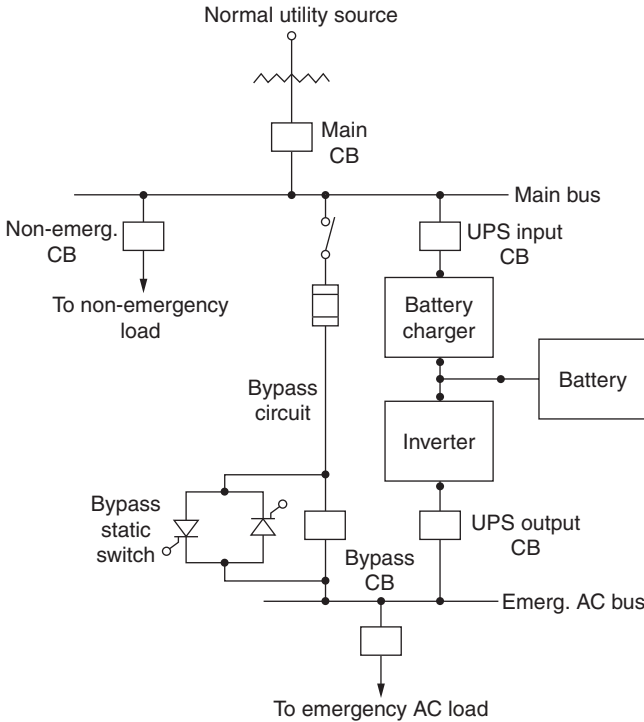 Normal utility source
Main
CB
Main bus
Non-emerg.
CB
UPS input
CB
To non-emergency
load
Battery
charger
Battery
Bypass
circuit
Inverter
Bypass
static
switch
UPS output
CB
Bypass
CB
Emerg. AC bus
To emergency AC load